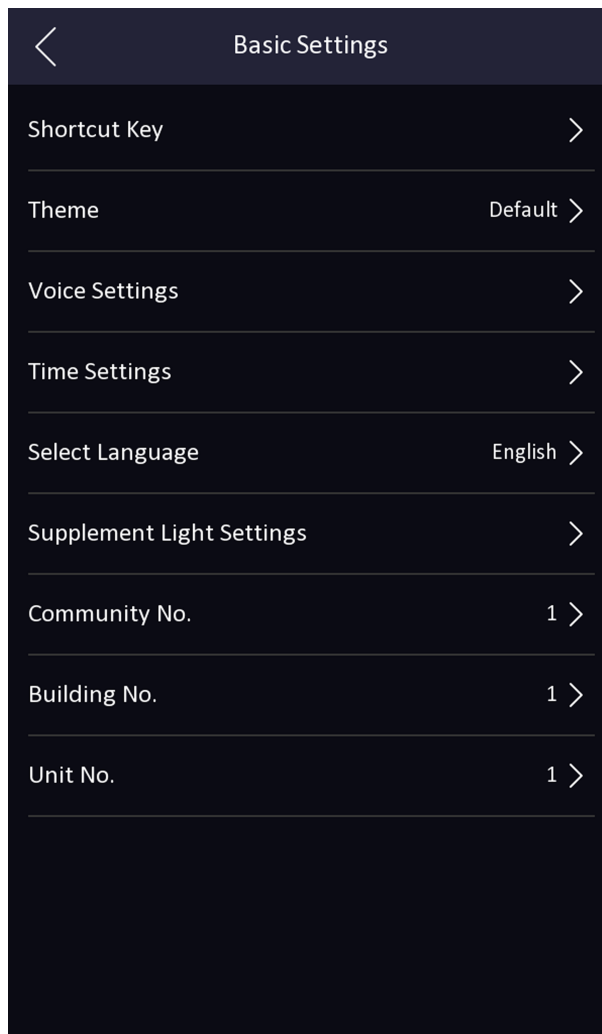 Basic Settings
Shortcut Key
Theme Default
Voice Settings
Time Settings
Select Language English
Supplement Light Settings
Community No. 1
Building No. 1
Unit No. 1